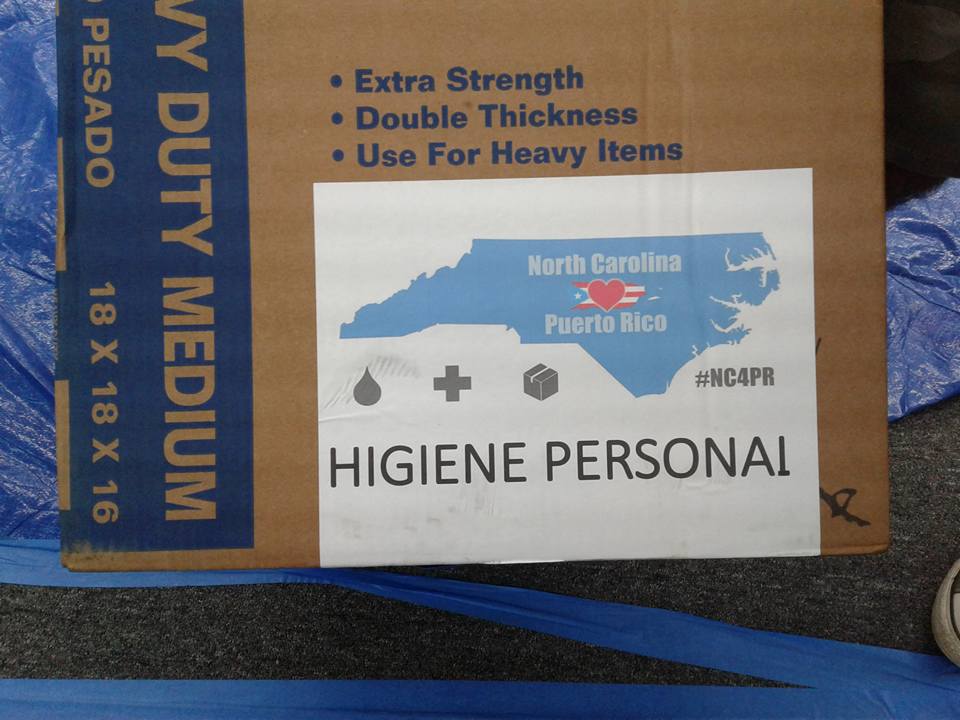 VY DUTY MEDIUM
PESADO 18 X 18 X 16
• Extra Strength
• Double Thickness
• Use For Heavy Items
North Carolina
Puerto Rico
#NC4PR
HIGIENE PERSONAL